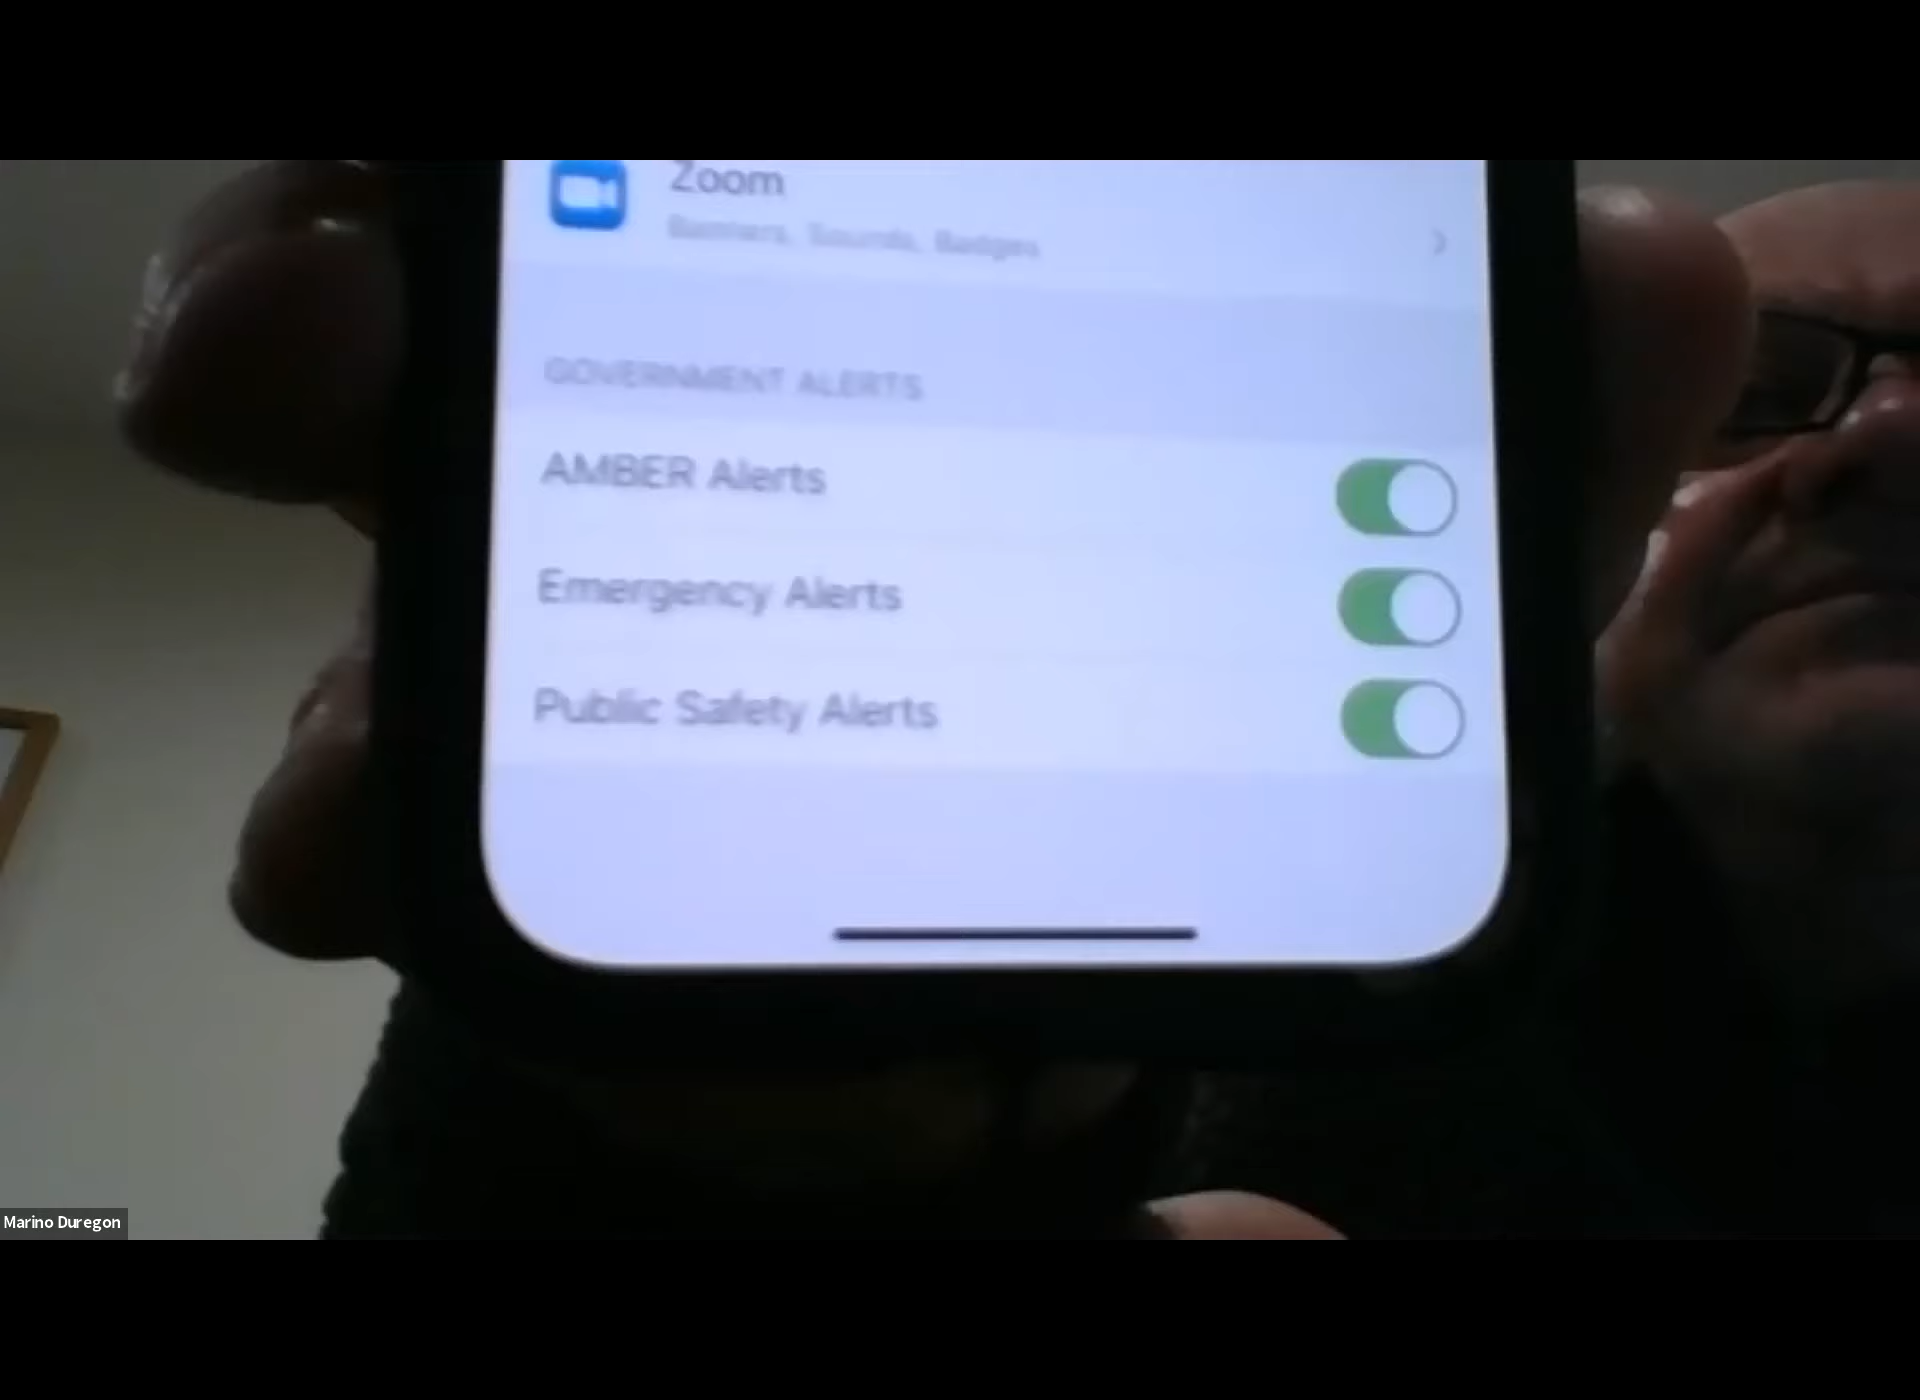 Zoom
Banners, Sounds, Badges
GOVERNMENT ALERTS
AMBER Alerts
Emergency Alerts
Public Safety Alerts
Marino Duregon